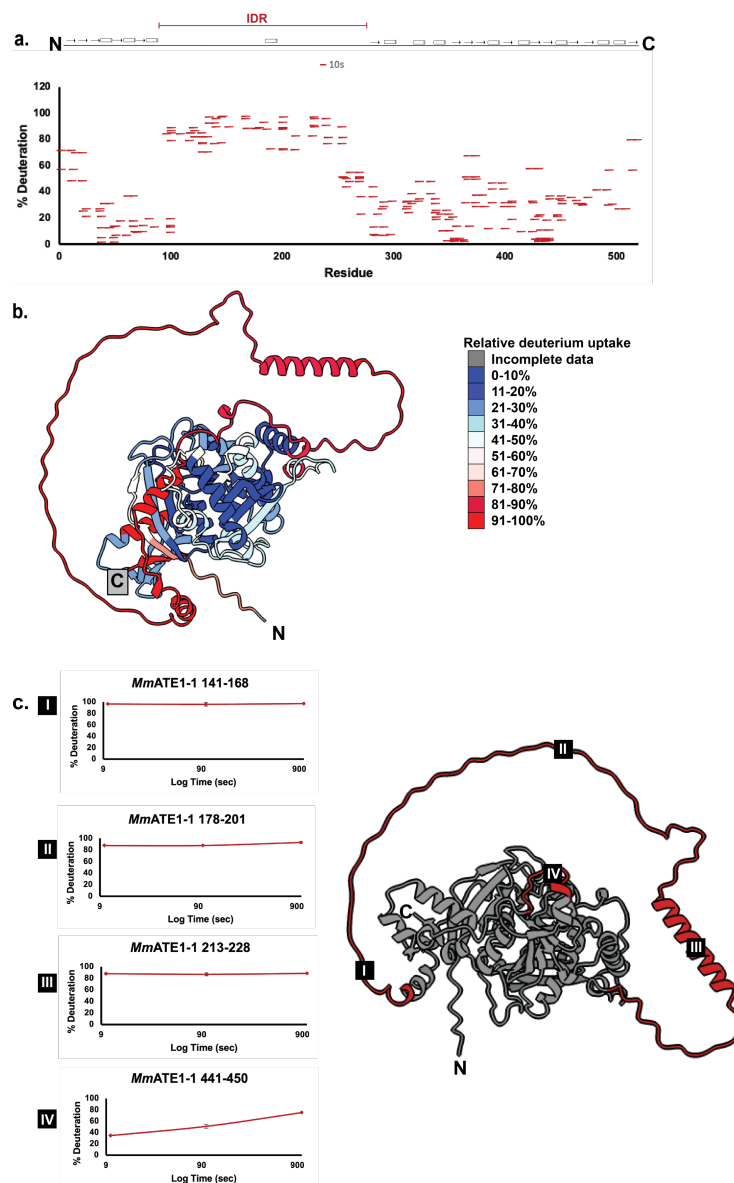 IDR
a.
N
C
10s
120
100
80
60
40
20
0
% Deuteration
0
100
200
300
400
500
Residue
b.
C
N
Relative deuterium uptake
Incomplete data
0-10%
11-20%
21-30%
31-40%
41-50%
51-60%
61-70%
71-80%
81-90%
91-100%
c.
I
MmATE1-1 141-168
% Deuteration
100
80
60
40
20
0
9
90
900
Log Time (sec)
II
MmATE1-1 178-201
% Deuteration
100
80
60
40
20
0
9
90
900
Log Time (sec)
III
MmATE1-1 213-228
% Deuteration
100
80
60
40
20
0
9
90
900
Log Time (sec)
IV
MmATE1-1 441-450
% Deuteration
100
80
60
40
20
0
9
90
900
Log Time (sec)
II
IV
C
III
I
N